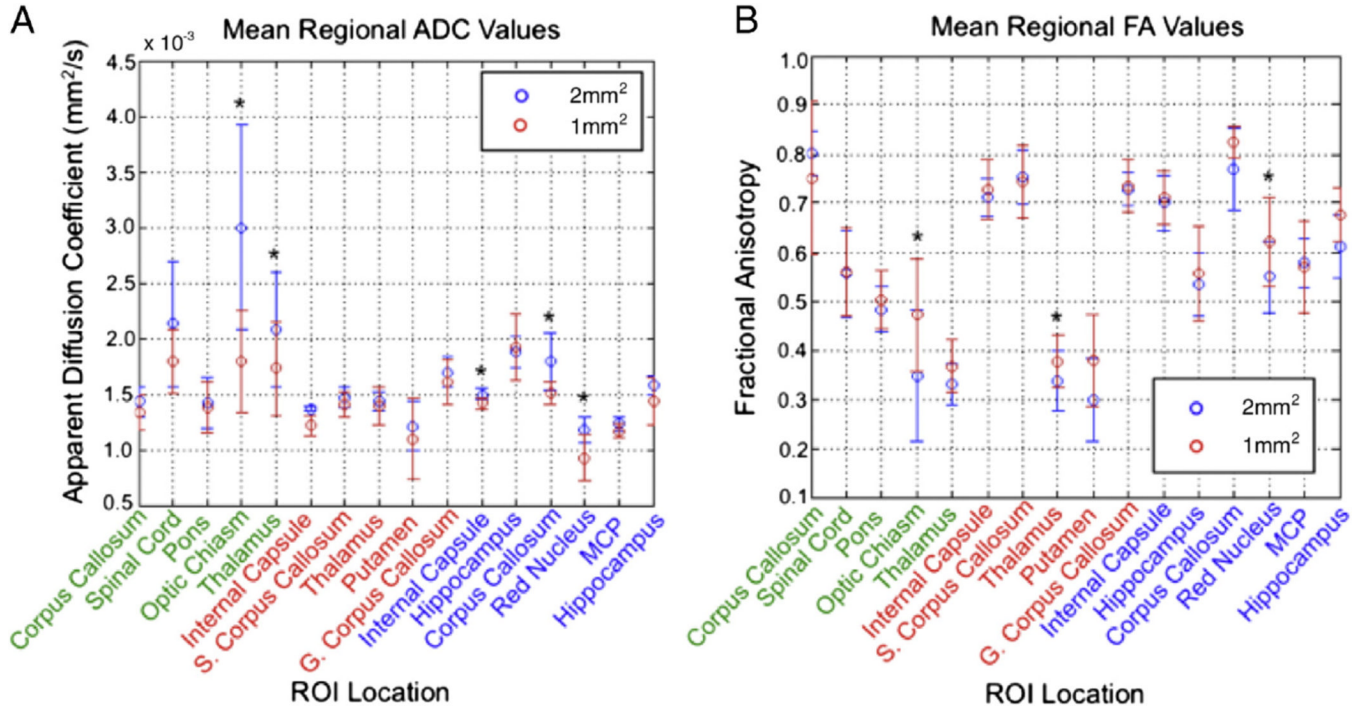 A
Mean Regional ADC Values
x 10-3
Apparent Diffusion Coefficient (mm2/s)
4.5
4.0
3.5
3.0
2.5
2.0
1.5
1.0
0.5
2mm2
1mm2
*
*
*
*
*
Corpus Callosum
Spinal Cord
Pons
Optic Chiasm
Thalamus
Internal Capsule
S. Corpus Callosum
Thalamus
Putamen
G. Corpus Callosum
Internal Capsule
Hippocampus
Corpus Callosum
Red Nucleus
MCP
Hippocampus
ROI Location
B
Mean Regional FA Values
Fractional Anisotropy
1.0
0.9
0.8
0.7
0.6
0.5
0.4
0.3
0.2
0.1
*
*
*
2mm2
1mm2
Corpus Callosum
Spinal Cord
Pons
Optic Chiasm
Thalamus
Internal Capsule
S. Corpus Callosum
Thalamus
Putamen
G. Corpus Callosum
Internal Capsule
Hippocampus
Corpus Callosum
Red Nucleus
MCP
Hippocampus
ROI Location